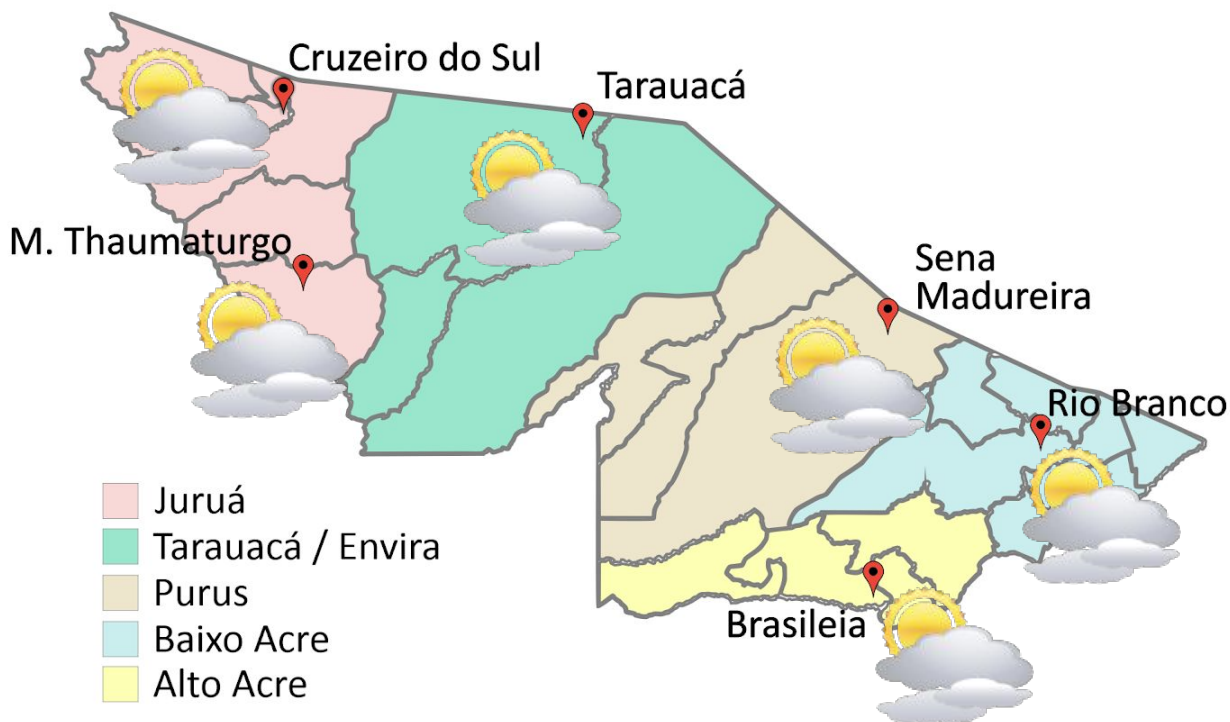 Cruzeiro do Sul
Tarauacá
M. Thaumaturgo
Sena
Madureira
Rio Branco
Brasileia
Juruá
Tarauacá / Envira
Purus
Baixo Acre
Alto Acre